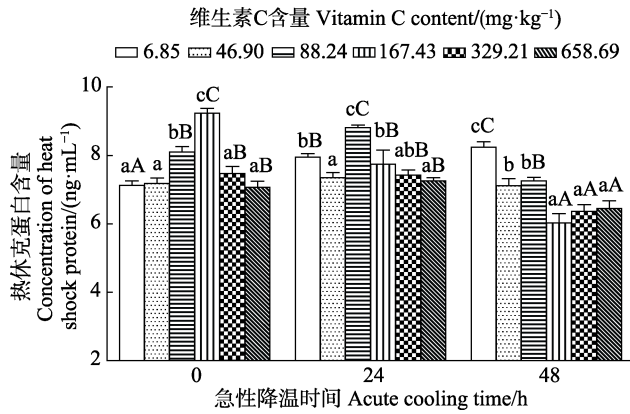 维生素C含量 Vitamin C content/(mg·kg⁻¹)
6.85 46.90 88.24 167.43 329.21 658.69
热休克蛋白含量
Concentration of heat
shock protein/(ng·mL⁻¹)
10
8
6
4
2
aA a bB cC aB aB
bB a cC bB abB aB
cC b bB aA aA aA
0 24 48
急性降温时间 Acute cooling time/h